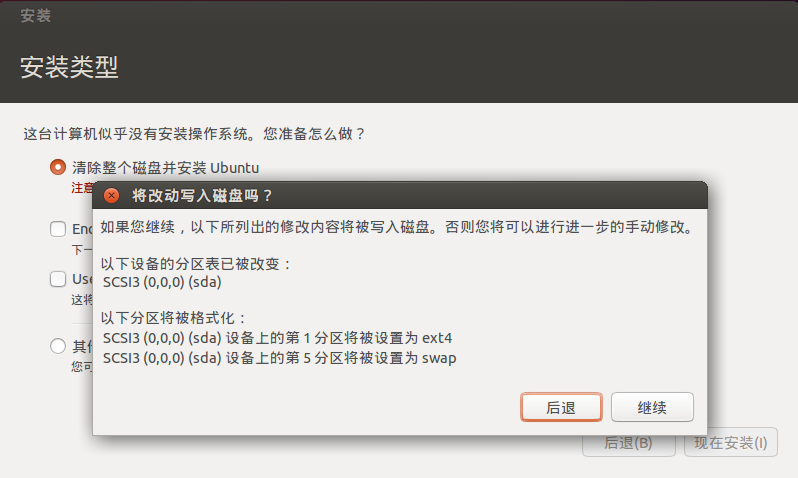 安装
安装类型
这台计算机似乎没有安装操作系统。您准备怎么做？
清除整个磁盘并安装 Ubuntu
注意
将改动写入磁盘吗？
如果您继续，以下所列出的修改内容将被写入磁盘。否则您将可以进行进一步的手动修改。
以下设备的分区表已被改变：
SCSI3 (0,0,0) (sda)
以下分区将被格式化：
SCSI3 (0,0,0) (sda) 设备上的第 1 分区将被设置为 ext4
SCSI3 (0,0,0) (sda) 设备上的第 5 分区将被设置为 swap
后退
继续
Enc
下一
Use
这将
其他
您可
后退(B)
现在安装(I)